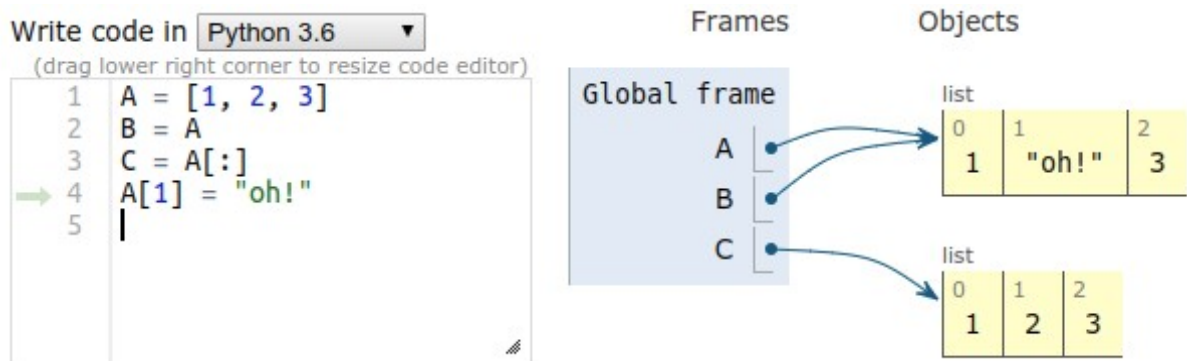 Write code in Python 3.6
(drag lower right corner to resize code editor)
1 A = [1, 2, 3]
2 B = A
3 C = A[:]
4 A[1] = "oh!"
5
Frames Objects
Global frame
A
B
C
list
0 1 2
1 "oh!" 3
list
0 1 2
1 2 3